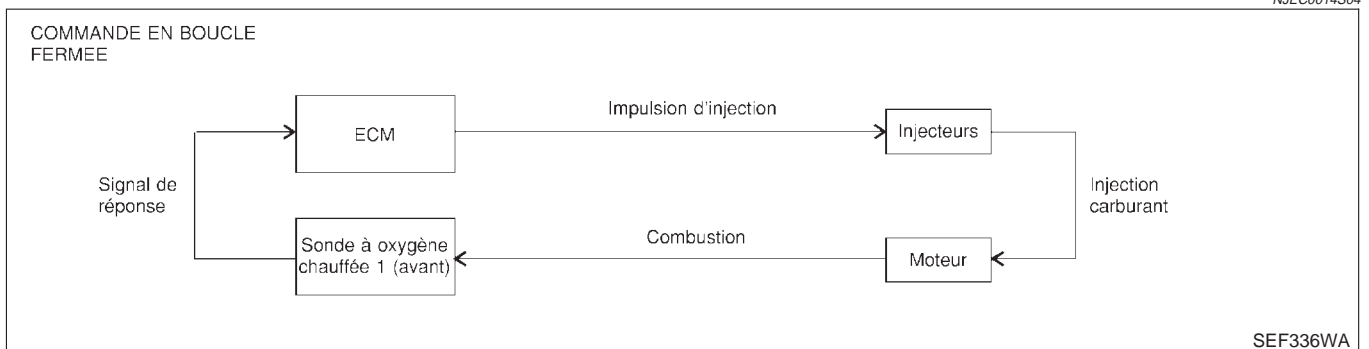 COMMANDE EN BOUCLE
FERMEE
ECM
Impulsion d'injection
Injecteurs
Signal de
réponse
Injection
carburant
Sonde à oxygène
chauffée 1 (avant)
Combustion
Moteur
SEF336WA